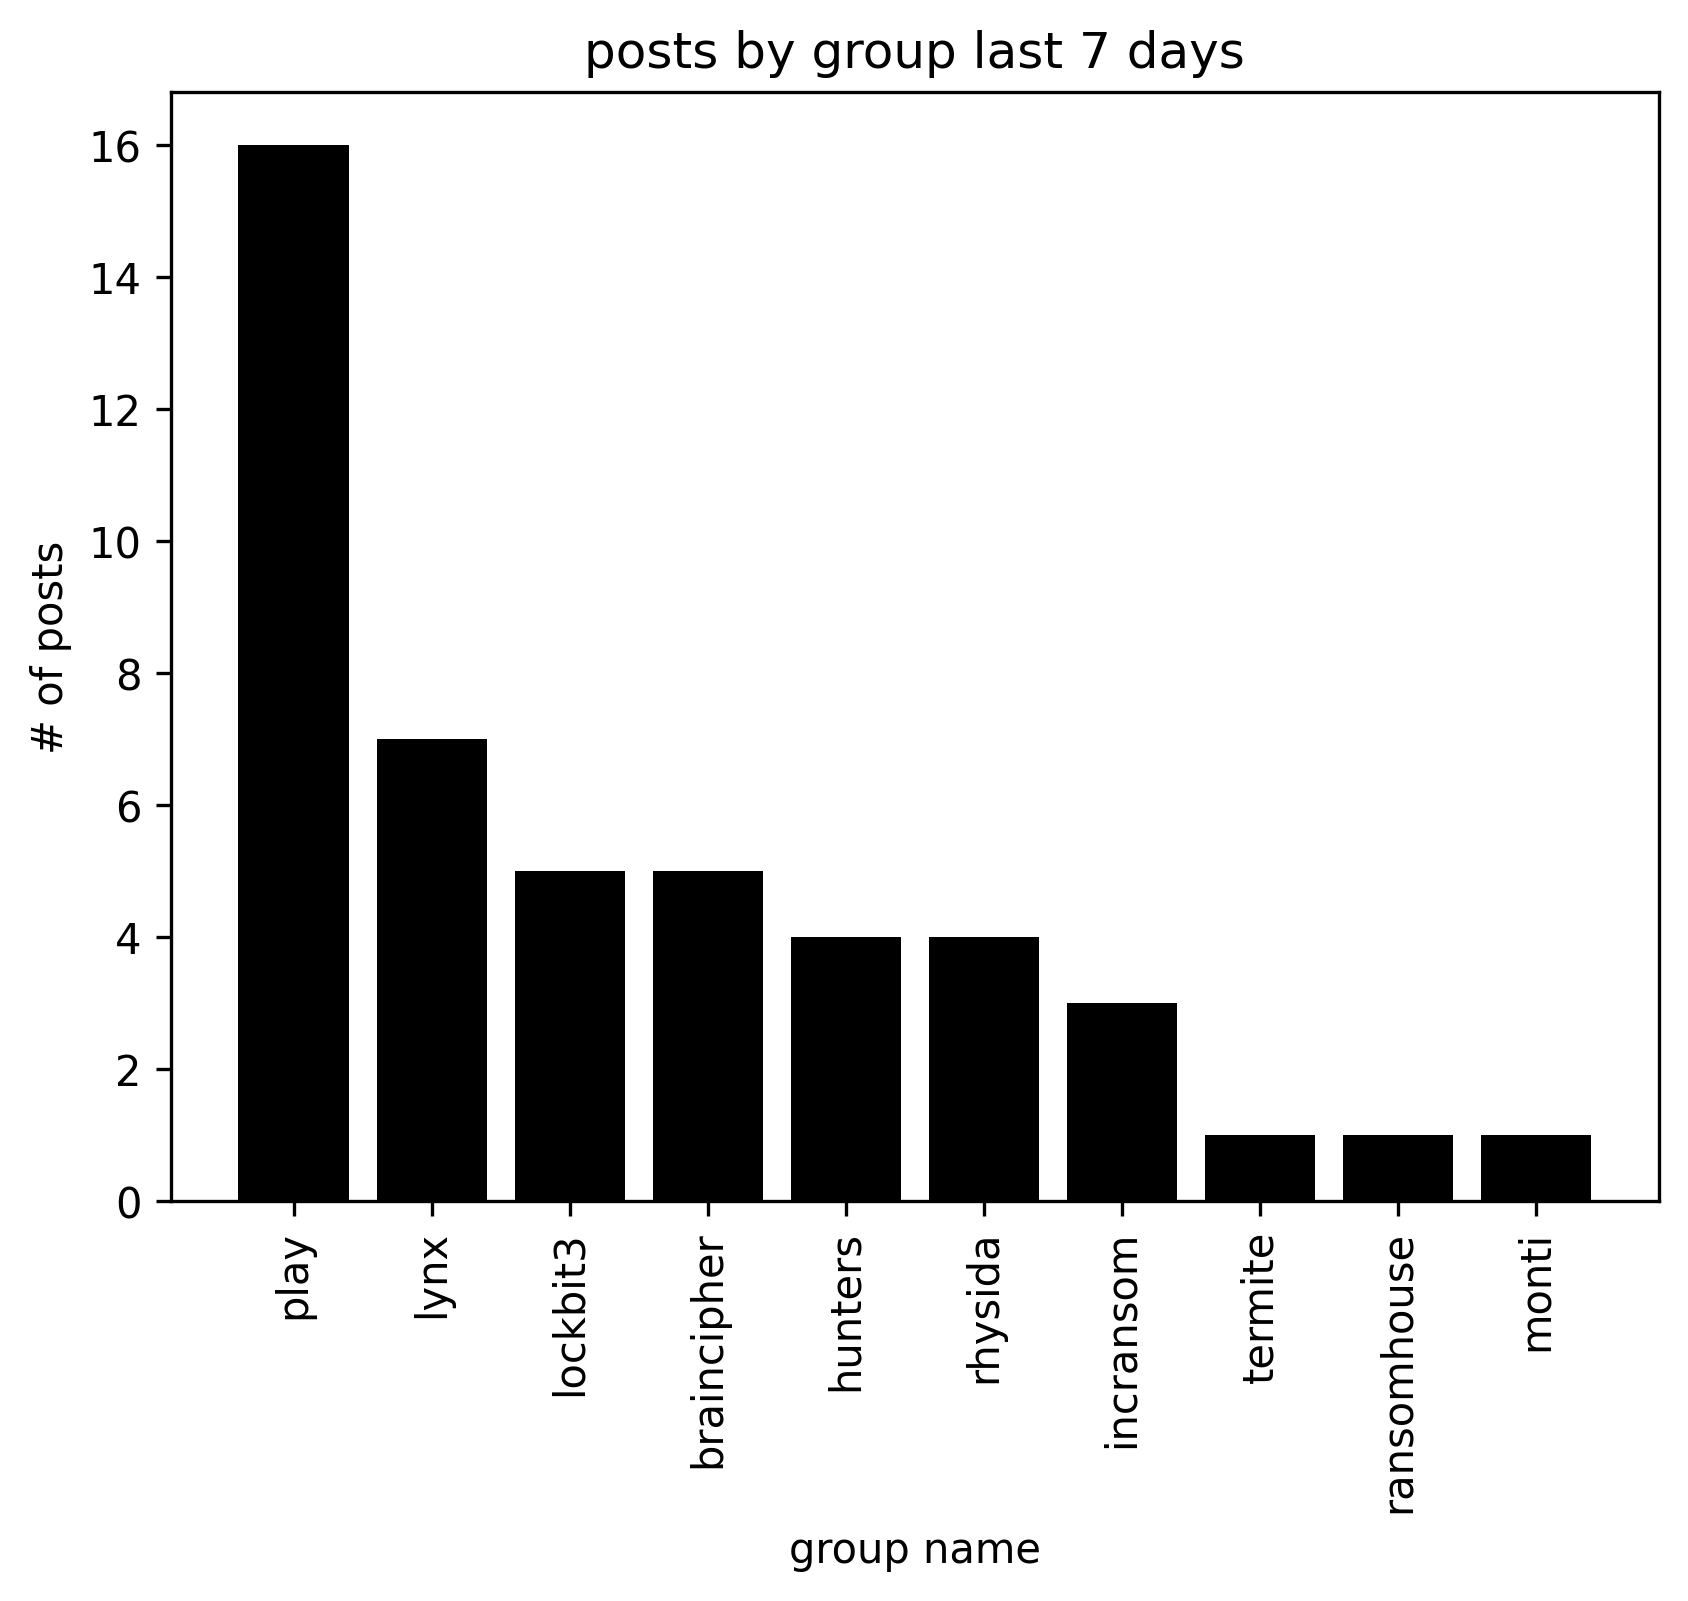 posts by group last 7 days
16
14
12
10
8
6
4
2
0
# of posts
play
lynx
lockbit3
braincipher
hunters
rhysida
incransom
termite
ransomhouse
monti
group name